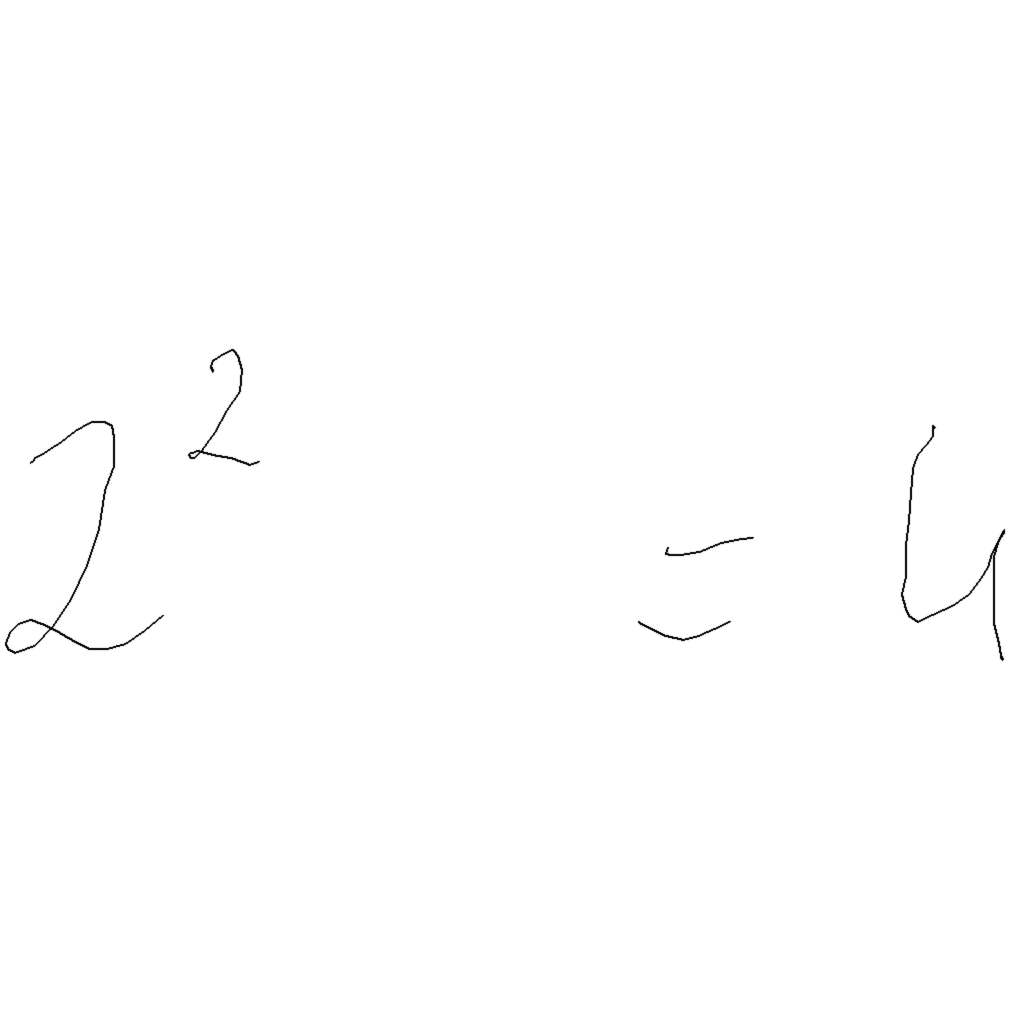 2² = 4